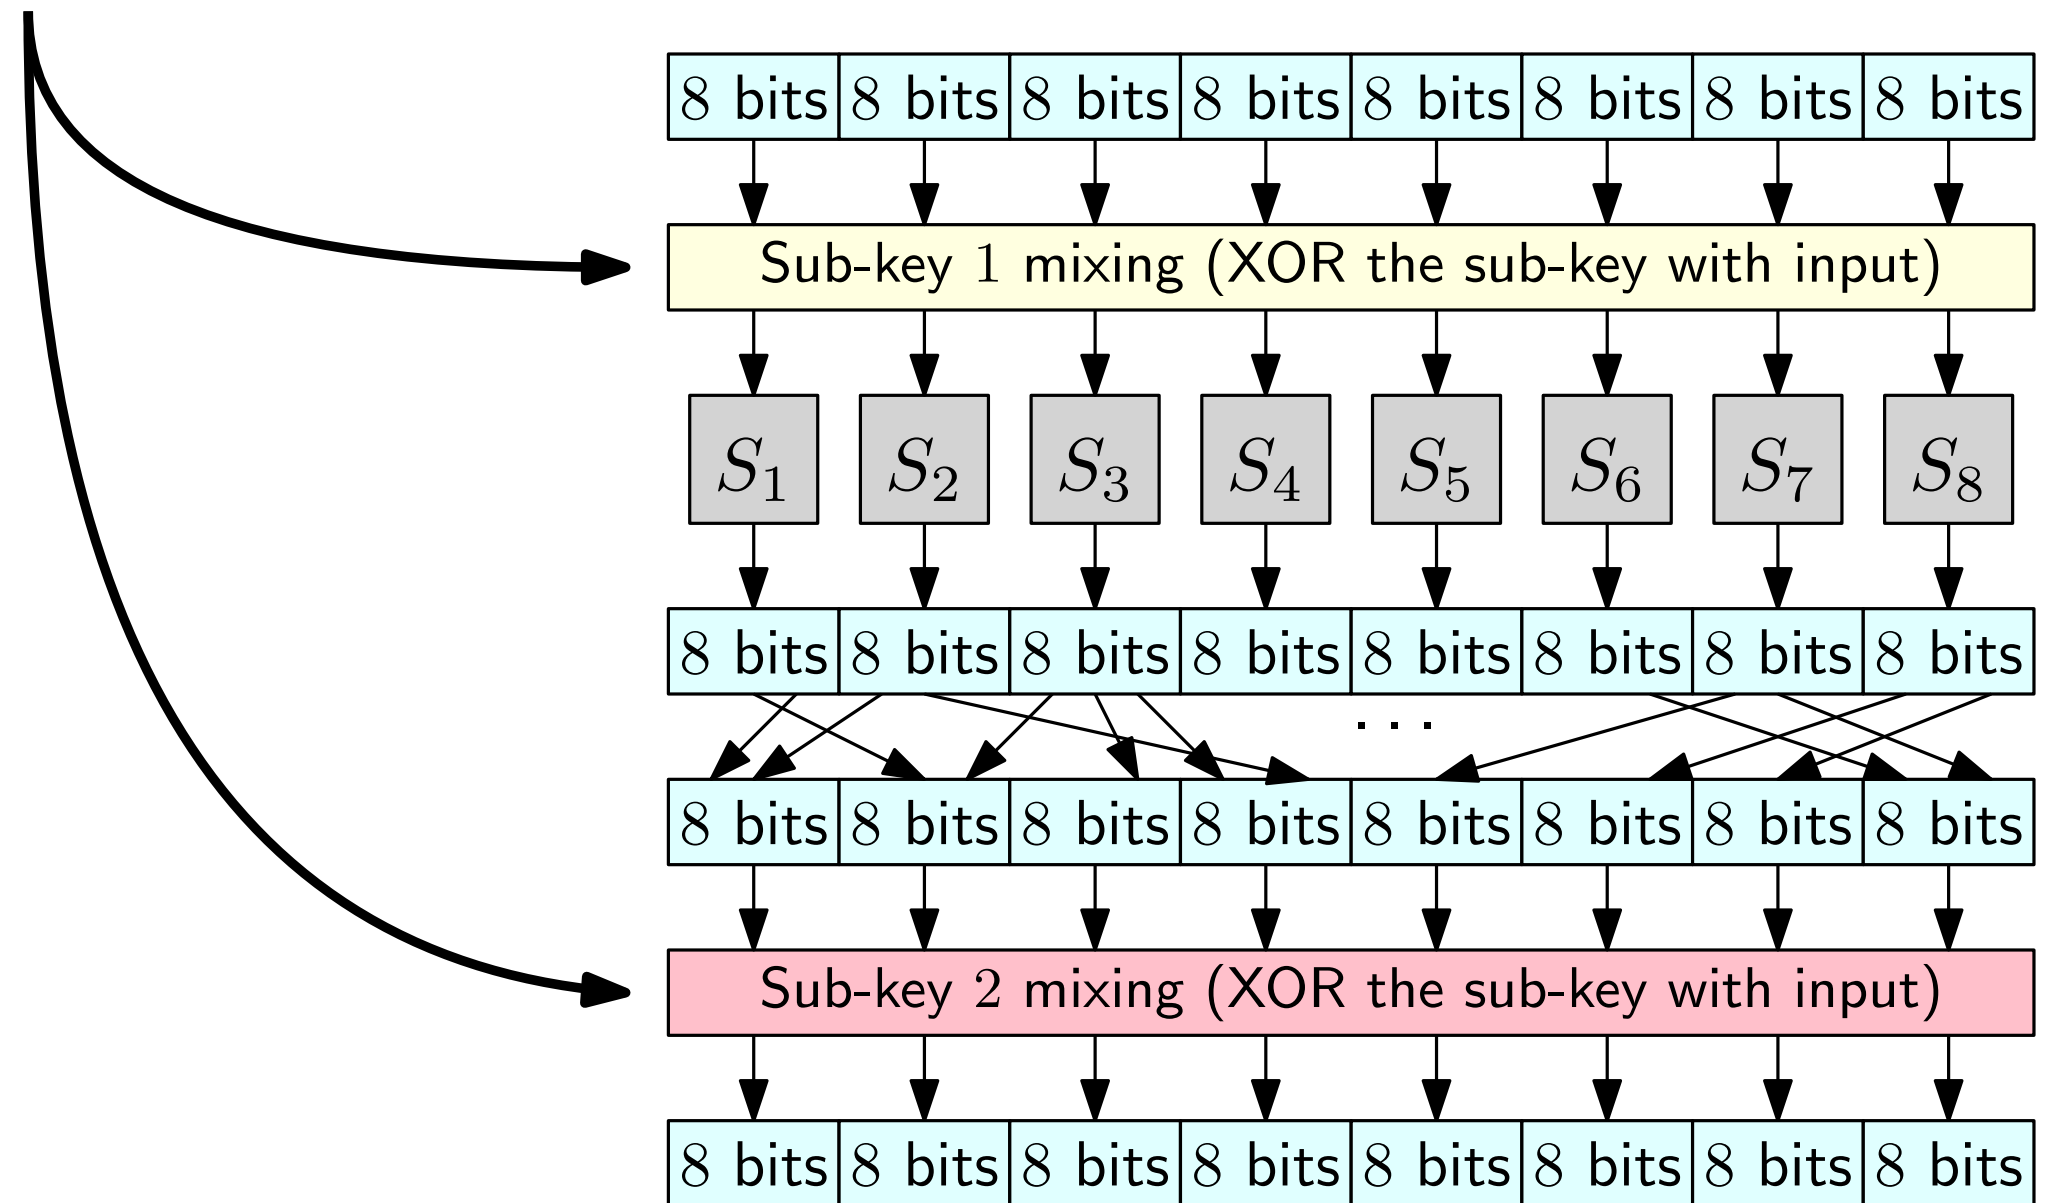 8 bits 8 bits 8 bits 8 bits 8 bits 8 bits 8 bits 8 bits
Sub-key 1 mixing (XOR the sub-key with input)
S₁ S₂ S₃ S₄ S₅ S₆ S₇ S₈
8 bits 8 bits 8 bits 8 bits 8 bits 8 bits 8 bits 8 bits
. . .
8 bits 8 bits 8 bits 8 bits 8 bits 8 bits 8 bits 8 bits
Sub-key 2 mixing (XOR the sub-key with input)
8 bits 8 bits 8 bits 8 bits 8 bits 8 bits 8 bits 8 bits